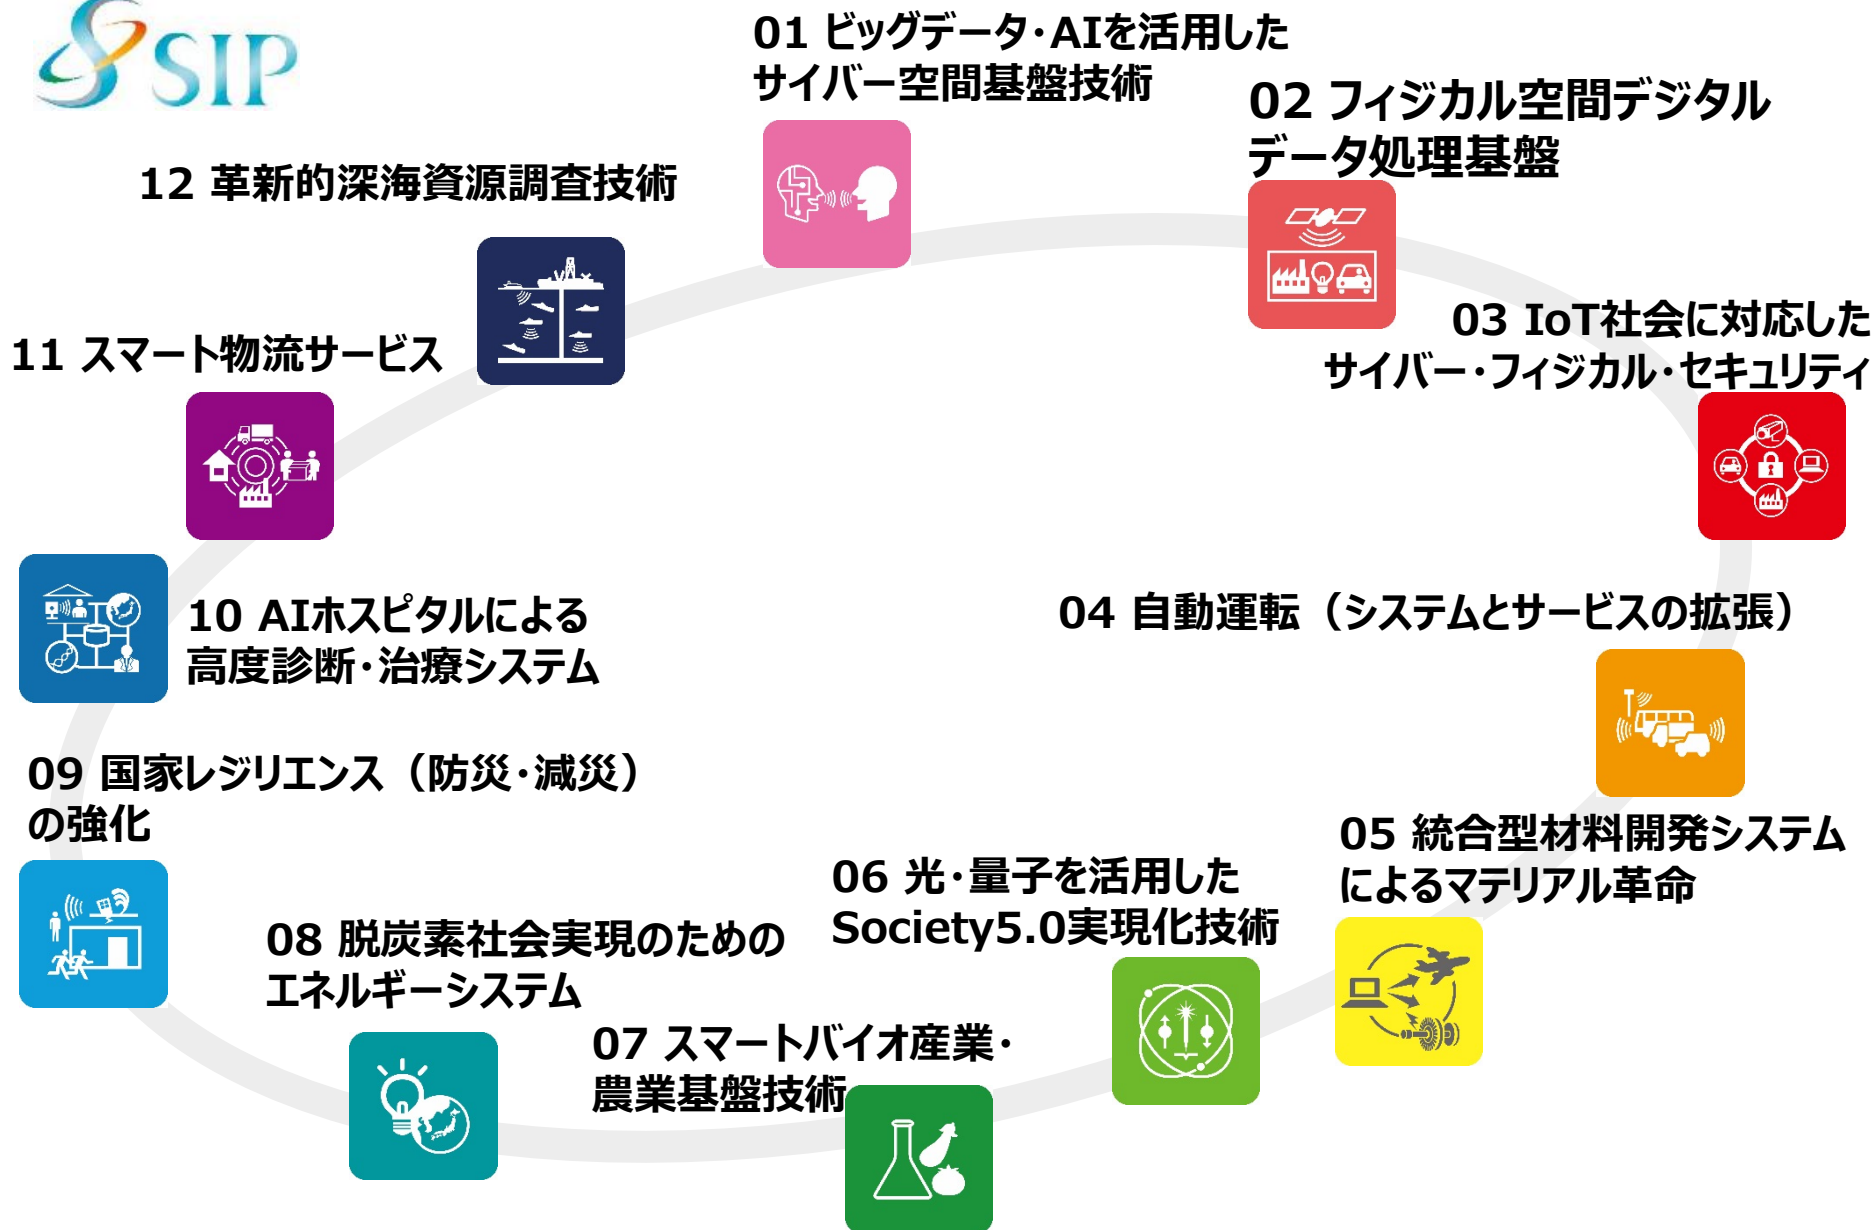 SIP
01 ビッグデータ・AIを活用した
サイバー空間基盤技術
02 フィジカル空間デジタル
データ処理基盤
03 IoT社会に対応した
サイバー・フィジカル・セキュリティ
04 自動運転（システムとサービスの拡張）
05 統合型材料開発システム
によるマテリアル革命
06 光・量子を活用した
Society5.0実現化技術
07 スマートバイオ産業・
農業基盤技術
08 脱炭素社会実現のための
エネルギーシステム
09 国家レジリエンス（防災・減災）
の強化
10 AIホスピタルによる
高度診断・治療システム
11 スマート物流サービス
12 革新的深海資源調査技術